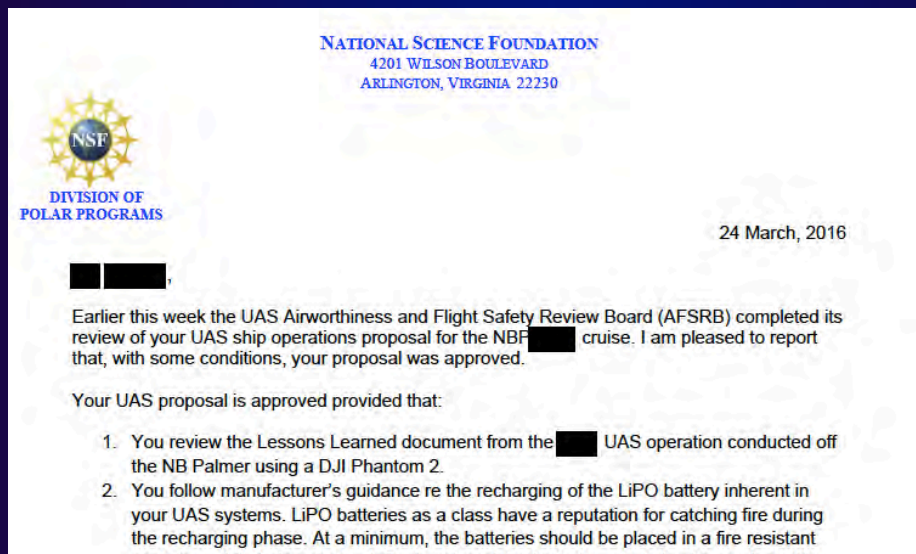 NATIONAL SCIENCE FOUNDATION
4201 WILSON BOULEVARD
ARLINGTON, VIRGINIA 22230
NSF
DIVISION OF
POLAR PROGRAMS
24 March, 2016
,
Earlier this week the UAS Airworthiness and Flight Safety Review Board (AFSRB) completed its
review of your UAS ship operations proposal for the NBP cruise. I am pleased to report
that, with some conditions, your proposal was approved.
Your UAS proposal is approved provided that:
1. You review the Lessons Learned document from the UAS operation conducted off
the NB Palmer using a DJI Phantom 2.
2. You follow manufacturer's guidance re the recharging of the LiPO battery inherent in
your UAS systems. LiPO batteries as a class have a reputation for catching fire during
the recharging phase. At a minimum, the batteries should be placed in a fire resistant